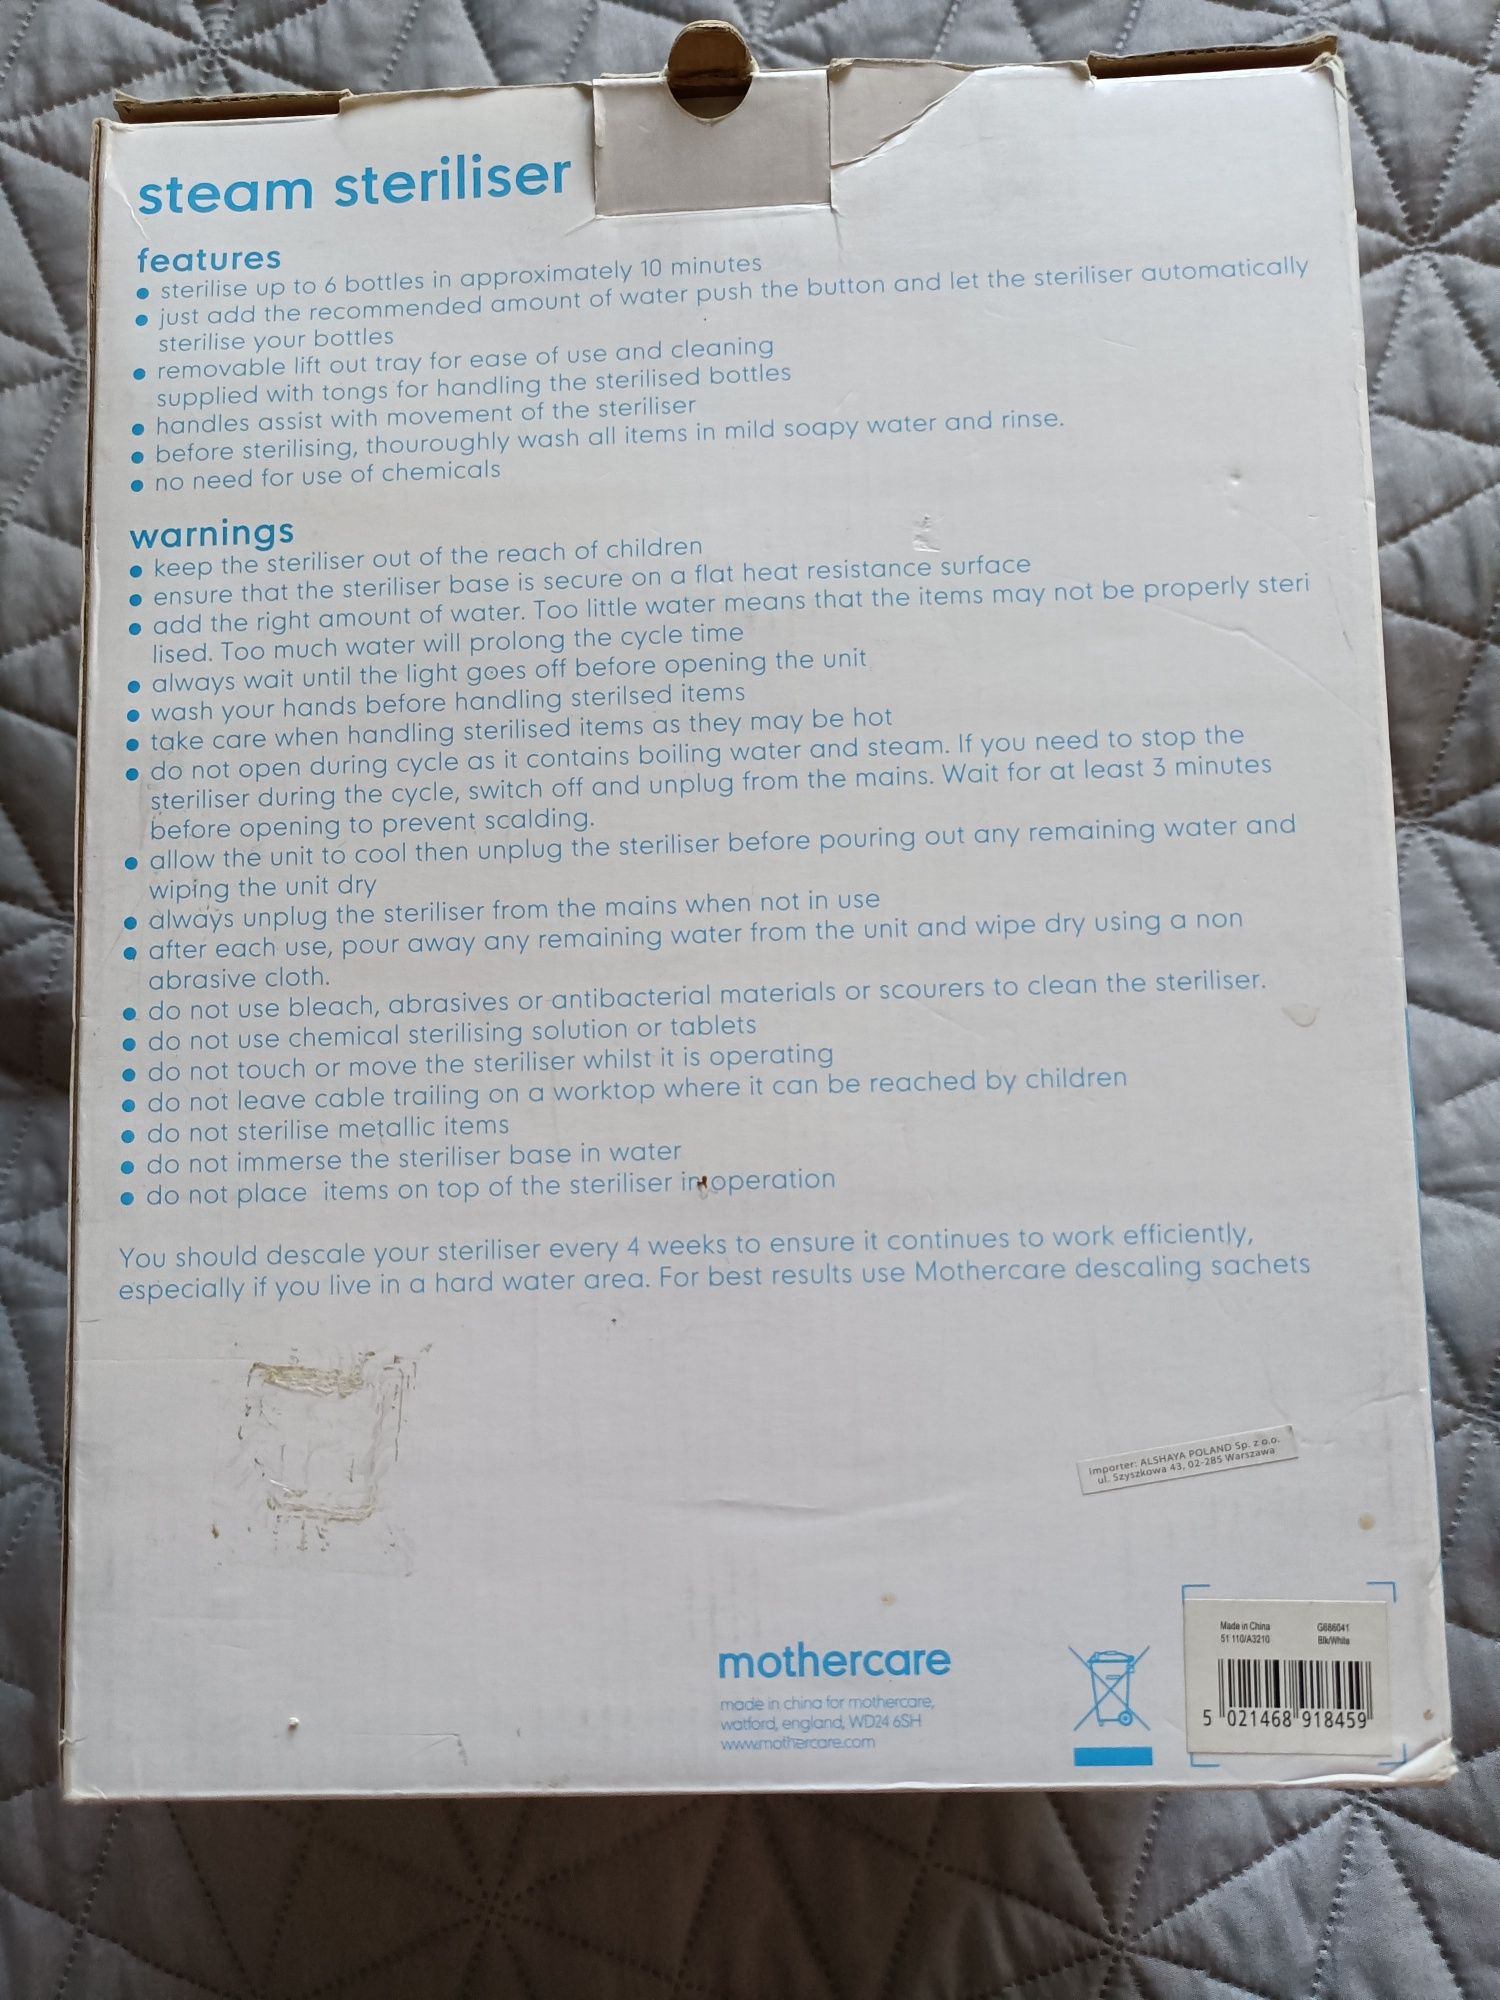 steam steriliser
features
• sterilise up to 6 bottles in approximately 10 minutes
• just add the recommended amount of water push the button and let the steriliser automatically
sterilise your bottles
• removable lift out tray for ease of use and cleaning
supplied with tongs for handling the sterilised bottles
• handles assist with movement of the steriliser
• before sterilising, thouroughly wash all items in mild soapy water and rinse.
• no need for use of chemicals
warnings
• keep the steriliser out of the reach of children
• ensure that the steriliser base is secure on a flat heat resistance surface
• add the right amount of water. Too little water means that the items may not be properly steri
lised. Too much water will prolong the cycle time
• always wait until the light goes off before opening the unit
• wash your hands before handling sterilsed items
• take care when handling sterilised items as they may be hot
• do not open during cycle as it contains boiling water and steam. If you need to stop the
steriliser during the cycle, switch off and unplug from the mains. Wait for at least 3 minutes
before opening to prevent scalding.
• allow the unit to cool then unplug the steriliser before pouring out any remaining water and
wiping the unit dry
• always unplug the steriliser from the mains when not in use
• after each use, pour away any remaining water from the unit and wipe dry using a non
abrasive cloth.
• do not use bleach, abrasives or antibacterial materials or scourers to clean the steriliser.
• do not use chemical sterilising solution or tablets
• do not touch or move the steriliser whilst it is operating
• do not leave cable trailing on a worktop where it can be reached by children
• do not sterilise metallic items
• do not immerse the steriliser base in water
• do not place items on top of the steriliser in operation
You should descale your steriliser every 4 weeks to ensure it continues to work efficiently,
especially if you live in a hard water area. For best results use Mothercare descaling sachets
Importer: ALSHAYA POLAND Sp. z o.o.
ul. Szyszkowa 43, 02-285 Warszawa
mothercare
made in china for mothercare,
watford, england, WD24 6SH
www.mothercare.com
Made in China G686041
51 110/A3210 Blk/White
5 021468 918459